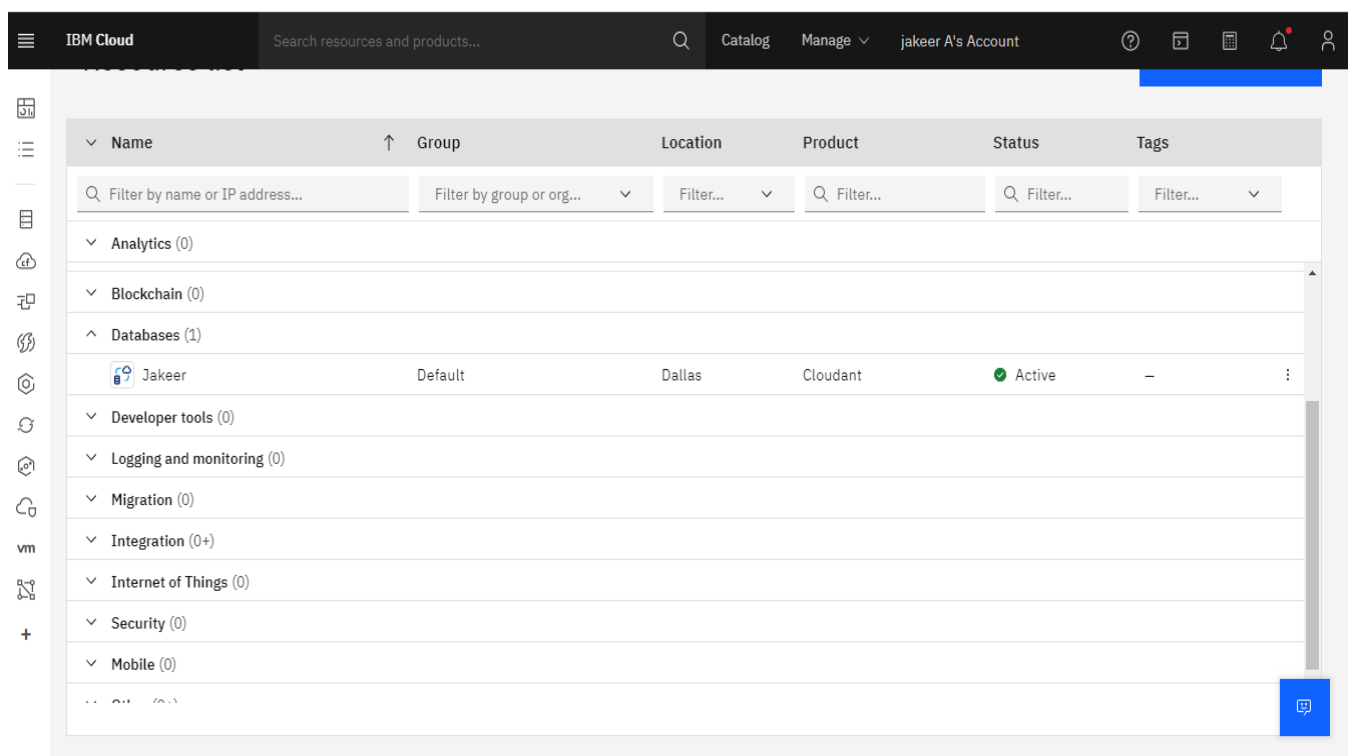 IBM Cloud Search resources and products... Catalog Manage jakeer A's Account
Name Group Location Product Status Tags
Filter by name or IP address... Filter by group or org... Filter... Filter... Filter... Filter...
Analytics (0)
Blockchain (0)
Databases (1)
Jakeer Default Dallas Cloudant Active –
Developer tools (0)
Logging and monitoring (0)
Migration (0)
Integration (0+)
Internet of Things (0)
Security (0)
Mobile (0)
vm